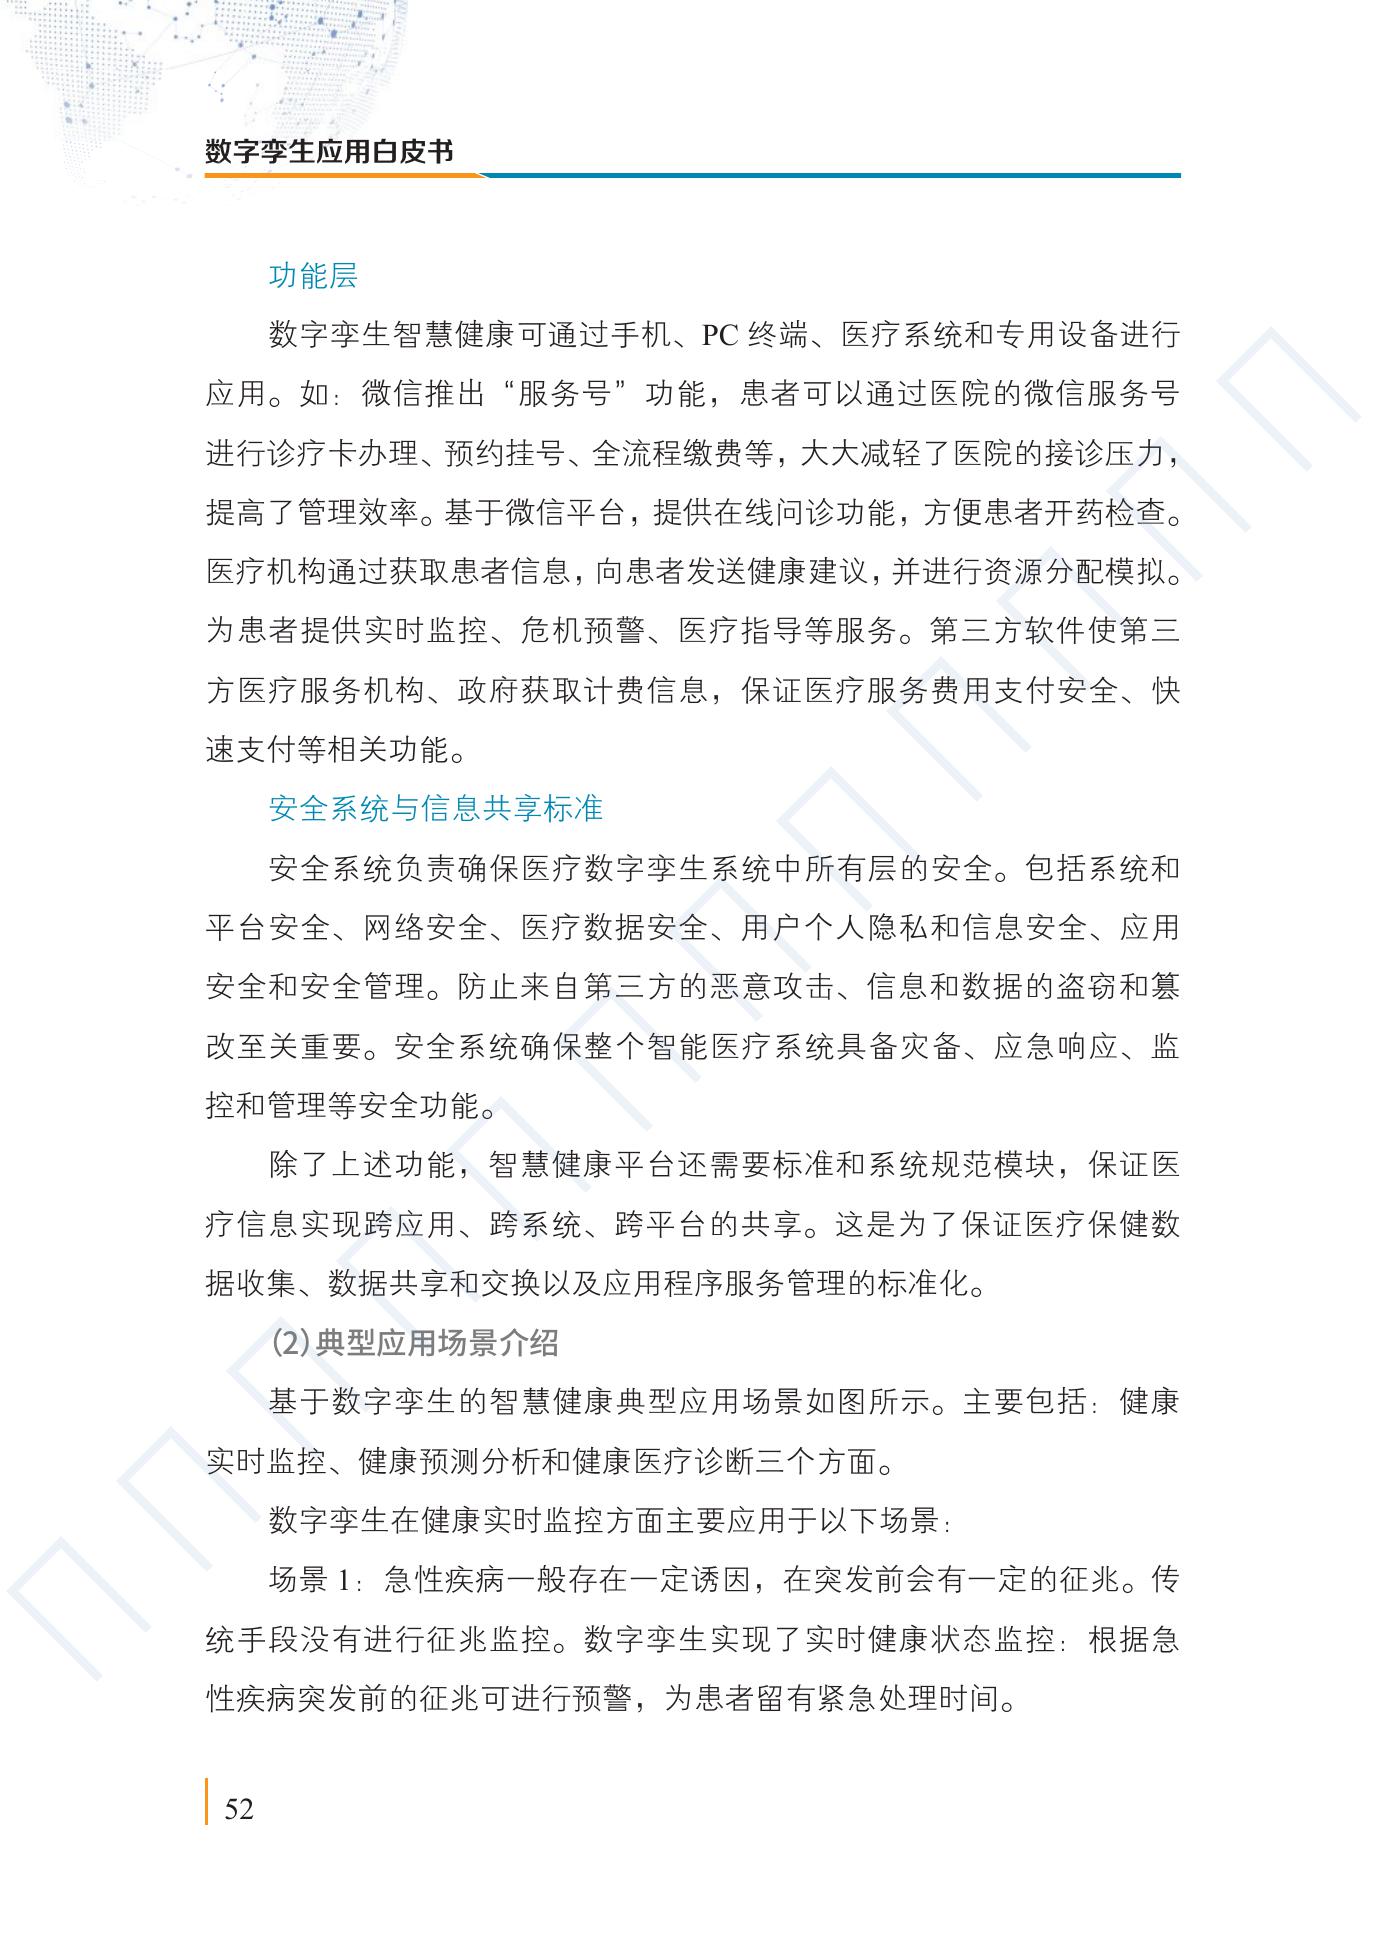 数字孪生应用白皮书
功能层
数字孪生智慧健康可通过手机、PC 终端、医疗系统和专用设备进行
应用。如：微信推出“服务号”功能，患者可以通过医院的微信服务号
进行诊疗卡办理、预约挂号、全流程缴费等，大大减轻了医院的接诊压力，
提高了管理效率。基于微信平台，提供在线问诊功能，方便患者开药检查。
医疗机构通过获取患者信息，向患者发送健康建议，并进行资源分配模拟。
为患者提供实时监控、危机预警、医疗指导等服务。第三方软件使第三
方医疗服务机构、政府获取计费信息，保证医疗服务费用支付安全、快
速支付等相关功能。
安全系统与信息共享标准
安全系统负责确保医疗数字孪生系统中所有层的安全。包括系统和
平台安全、网络安全、医疗数据安全、用户个人隐私和信息安全、应用
安全和安全管理。防止来自第三方的恶意攻击、信息和数据的盗窃和篡
改至关重要。安全系统确保整个智能医疗系统具备灾备、应急响应、监
控和管理等安全功能。
除了上述功能，智慧健康平台还需要标准和系统规范模块，保证医
疗信息实现跨应用、跨系统、跨平台的共享。这是为了保证医疗保健数
据收集、数据共享和交换以及应用程序服务管理的标准化。
（2）典型应用场景介绍
基于数字孪生的智慧健康典型应用场景如图所示。主要包括：健康
实时监控、健康预测分析和健康医疗诊断三个方面。
数字孪生在健康实时监控方面主要应用于以下场景：
场景 1：急性疾病一般存在一定诱因，在突发前会有一定的征兆。传
统手段没有进行征兆监控。数字孪生实现了实时健康状态监控：根据急
性疾病突发前的征兆可进行预警，为患者留有紧急处理时间。
52